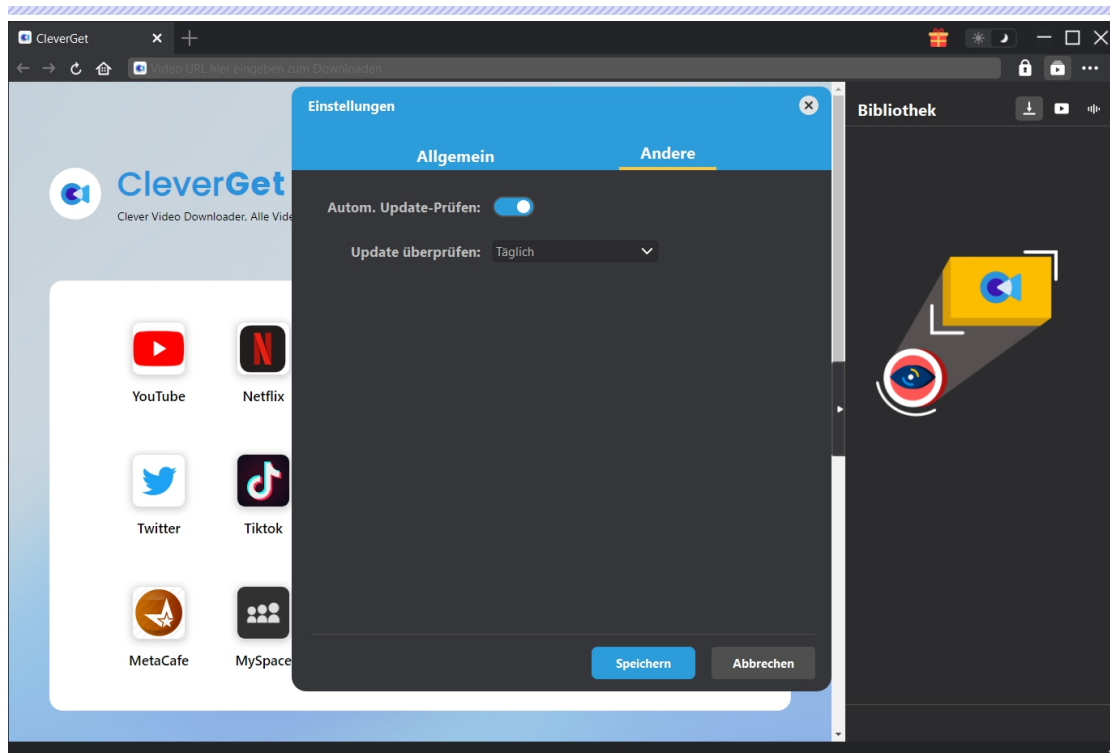 CleverGet
Video URL hier eingeben zum Downloaden
Einstellungen
Bibliothek
Allgemein
Andere
CleverGet
Clever Video Downloader. Alle Vide
Autom. Update-Prüfen:
Update überprüfen: Täglich
YouTube
Netflix
Twitter
Tiktok
MetaCafe
MySpace
Speichern
Abbrechen